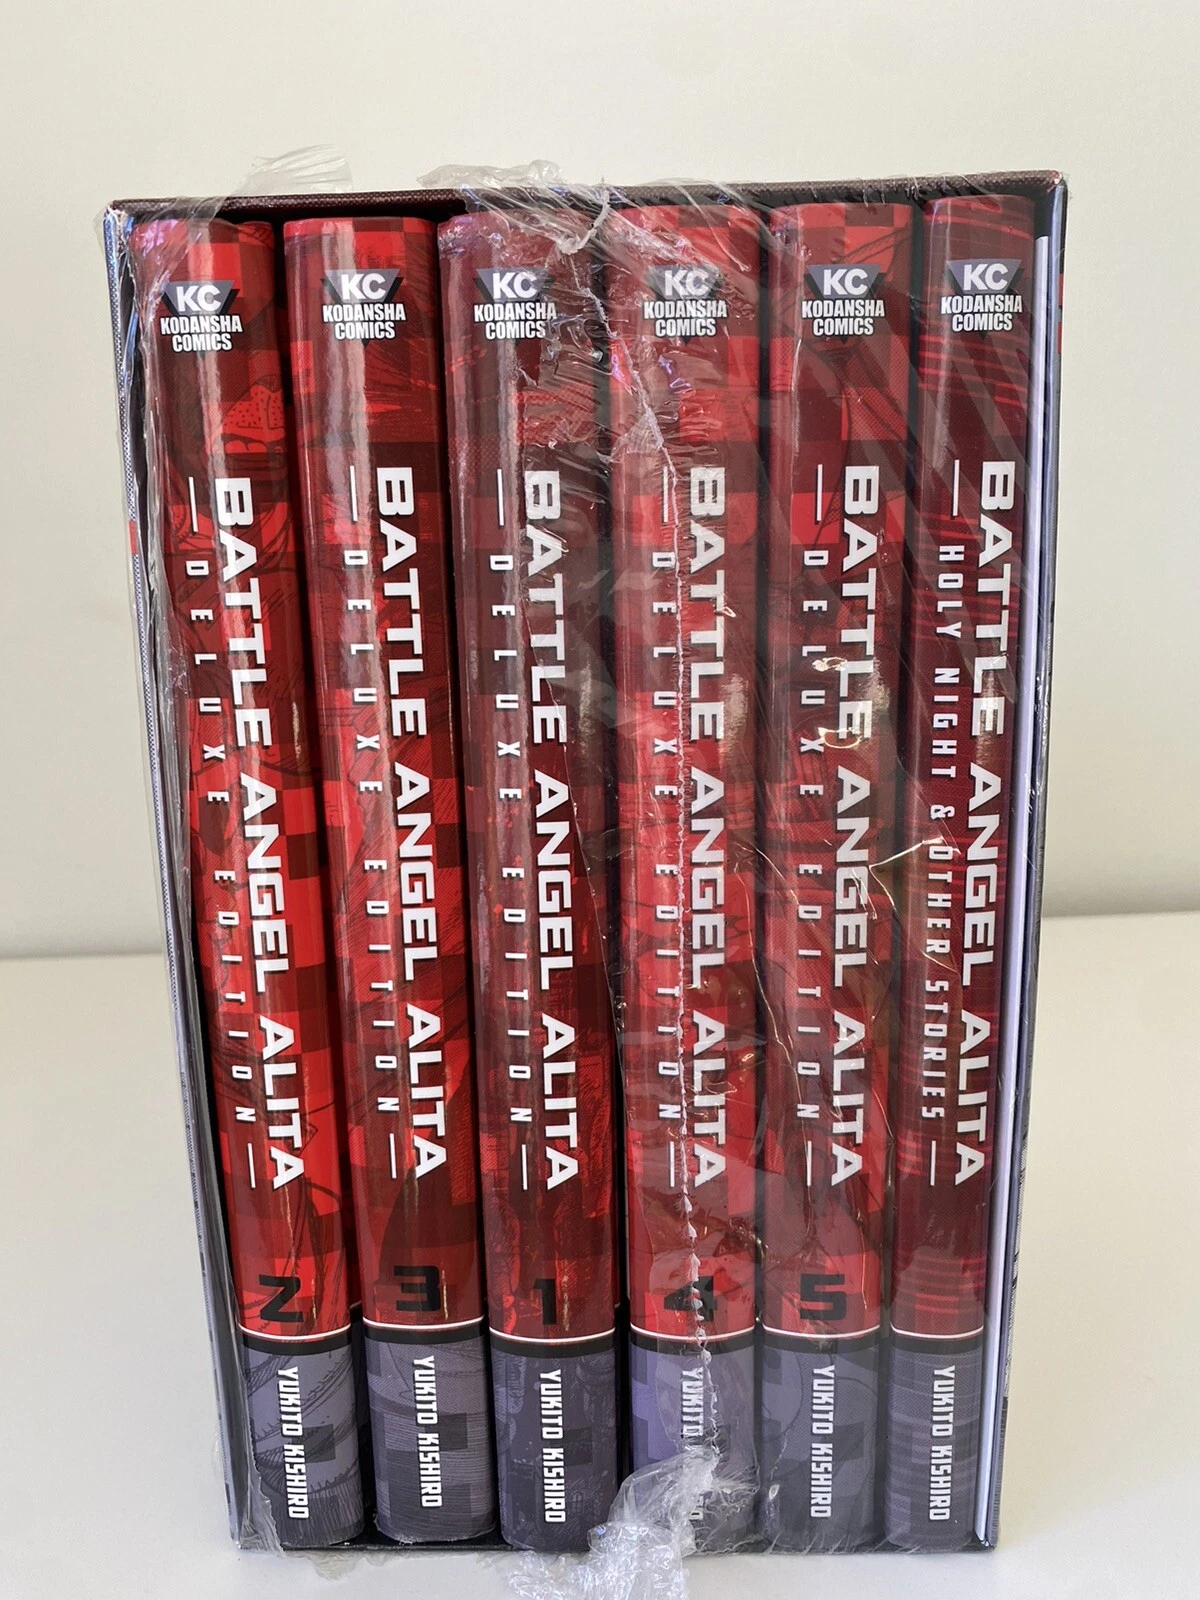 KC
KODANSHA
COMICS
BATTLE ANGEL ALITA
DELUXE EDITION
2
YUKITO KISHIRO
KC
KODANSHA
COMICS
BATTLE ANGEL ALITA
DELUXE EDITION
3
YUKITO KISHIRO
KC
KODANSHA
COMICS
BATTLE ANGEL ALITA
DELUXE EDITION
1
YUKITO KISHIRO
KC
KODANSHA
COMICS
BATTLE ANGEL ALITA
DELUXE EDITION
4
YUKITO
KC
KODANSHA
COMICS
BATTLE ANGEL ALITA
DELUXE EDITION
5
YUKITO KISHIRO
KC
KODANSHA
COMICS
BATTLE ANGEL ALITA
HOLY NIGHT & OTHER STORIES
YUKITO KISHIRO